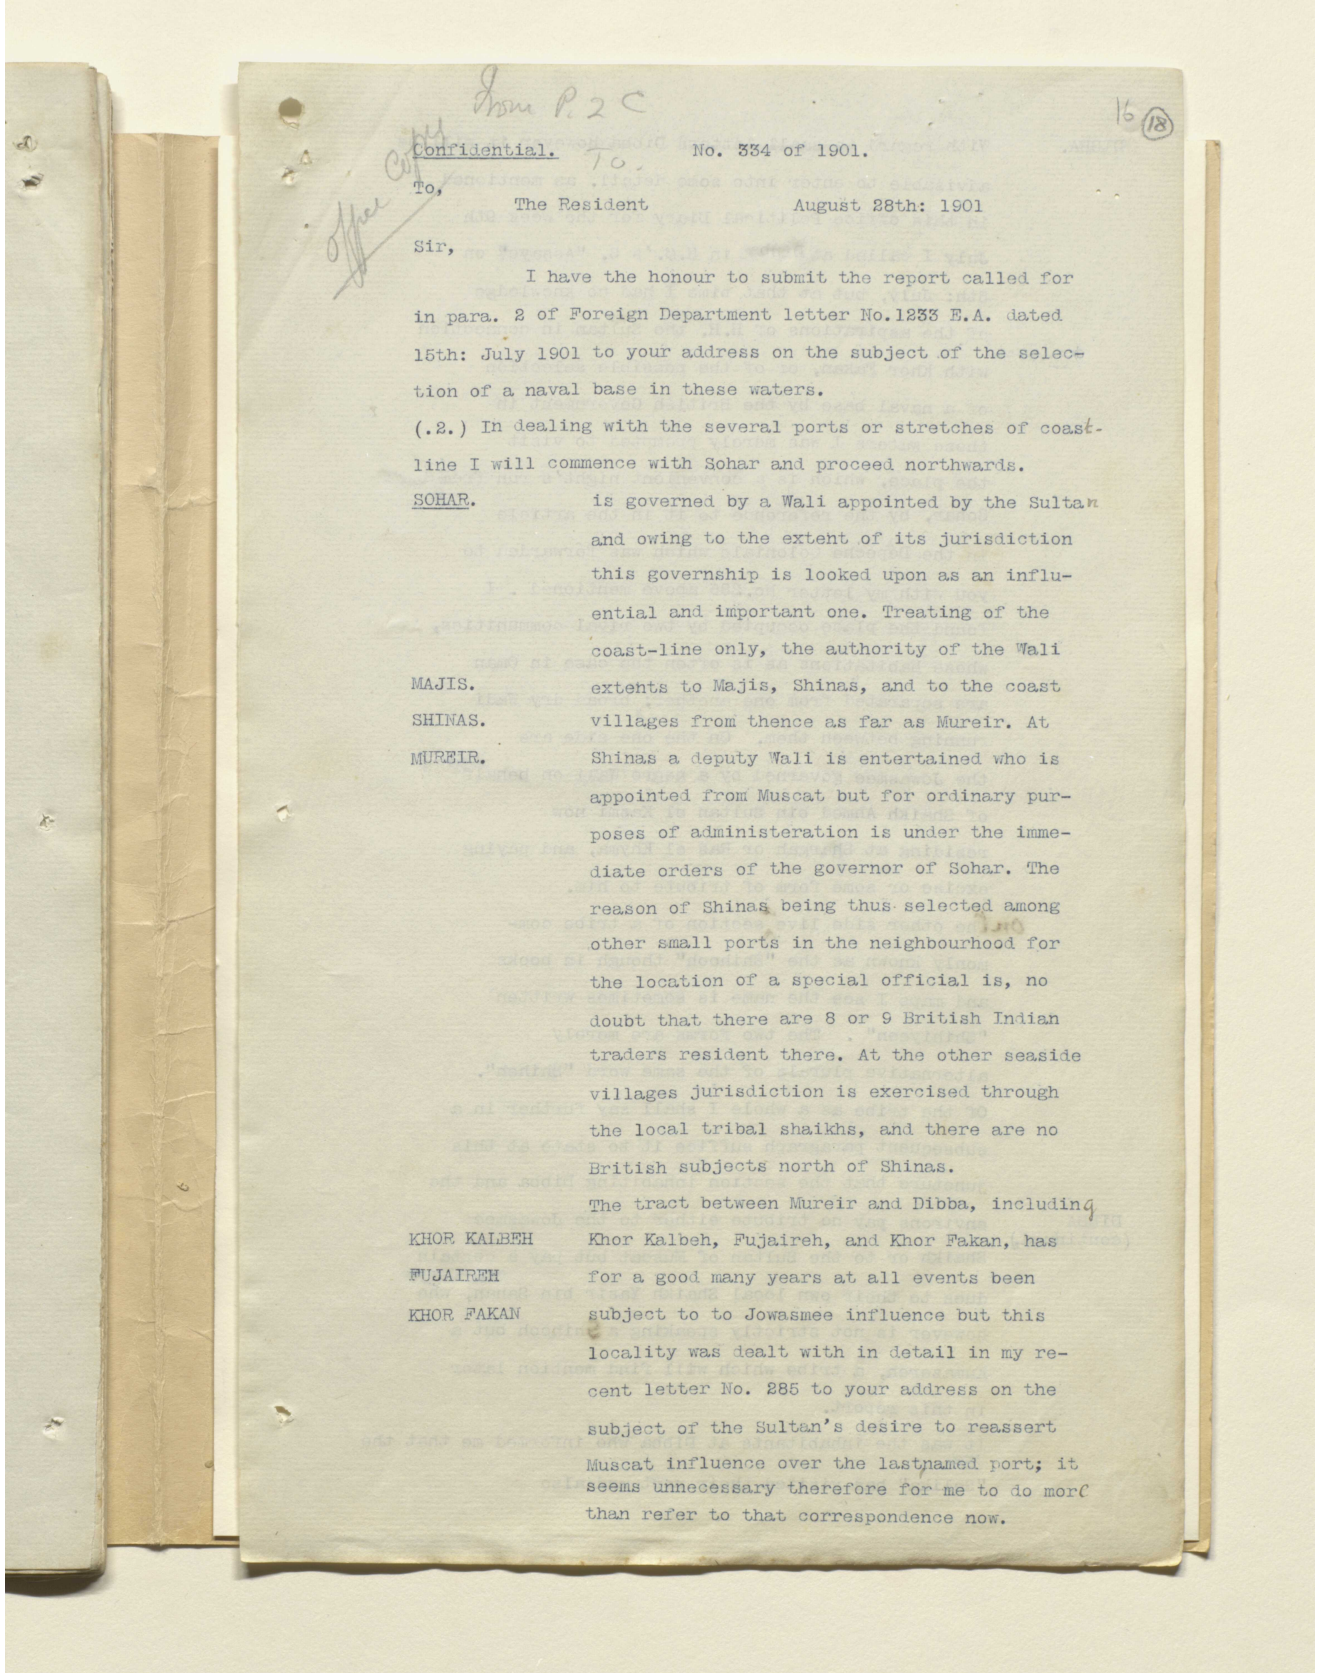 From P. 2 C
16
18
Office Copy
Confidential. To. No. 334 of 1901.
To,
The Resident August 28th: 1901
Sir,
I have the honour to submit the report called for
in para. 2 of Foreign Department letter No.1233 E.A. dated
15th: July 1901 to your address on the subject of the selec-
tion of a naval base in these waters.
(.2.) In dealing with the several ports or stretches of coast-
line I will commence with Sohar and proceed northwards.
SOHAR. is governed by a Wali appointed by the Sultan
and owing to the extent of its jurisdiction
this governship is looked upon as an influ-
ential and important one. Treating of the
coast-line only, the authority of the Wali
MAJIS. extents to Majis, Shinas, and to the coast
SHINAS. villages from thence as far as Mureir. At
MUREIR. Shinas a deputy Wali is entertained who is
appointed from Muscat but for ordinary pur-
poses of administeration is under the imme-
diate orders of the governor of Sohar. The
reason of Shinas being thus selected among
other small ports in the neighbourhood for
the location of a special official is, no
doubt that there are 8 or 9 British Indian
traders resident there. At the other seaside
villages jurisdiction is exercised through
the local tribal shaikhs, and there are no
British subjects north of Shinas.
The tract between Mureir and Dibba, including
KHOR KALBEH Khor Kalbeh, Fujaireh, and Khor Fakan, has
FUJAIREH for a good many years at all events been
KHOR FAKAN subject to to Jowasmee influence but this
locality was dealt with in detail in my re-
cent letter No. 285 to your address on the
subject of the Sultan's desire to reassert
Muscat influence over the last,named port; it
seems unnecessary therefore for me to do more
than refer to that correspondence now.